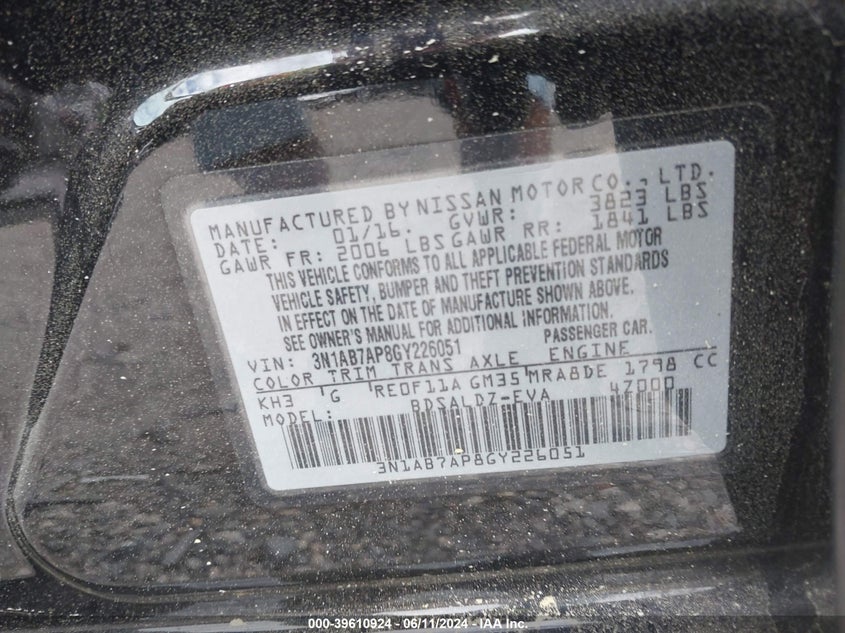 MANUFACTURED BY NISSAN MOTOR CO., LTD.
DATE: 01/16. GVWR: 3823 LBS
GAWR FR: 2006 LBS GAWR RR: 1841 LBS
THIS VEHICLE CONFORMS TO ALL APPLICABLE FEDERAL MOTOR
VEHICLE SAFETY, BUMPER AND THEFT PREVENTION STANDARDS
IN EFFECT ON THE DATE OF MANUFACTURE SHOWN ABOVE.
SEE OWNER'S MANUAL FOR ADDITIONAL INFORMATION.
VIN: 3N1AB7AP8GY226051 PASSENGER CAR.
COLOR TRIM TRANS AXLE ENGINE
KH3 G RE0F11A GM35 MRA8DE 1798 CC
MODEL: BDSALDZ-EVA 4Z000
3N1AB7AP8GY226051
000-39610924 - 06/11/2024 - IAA Inc.